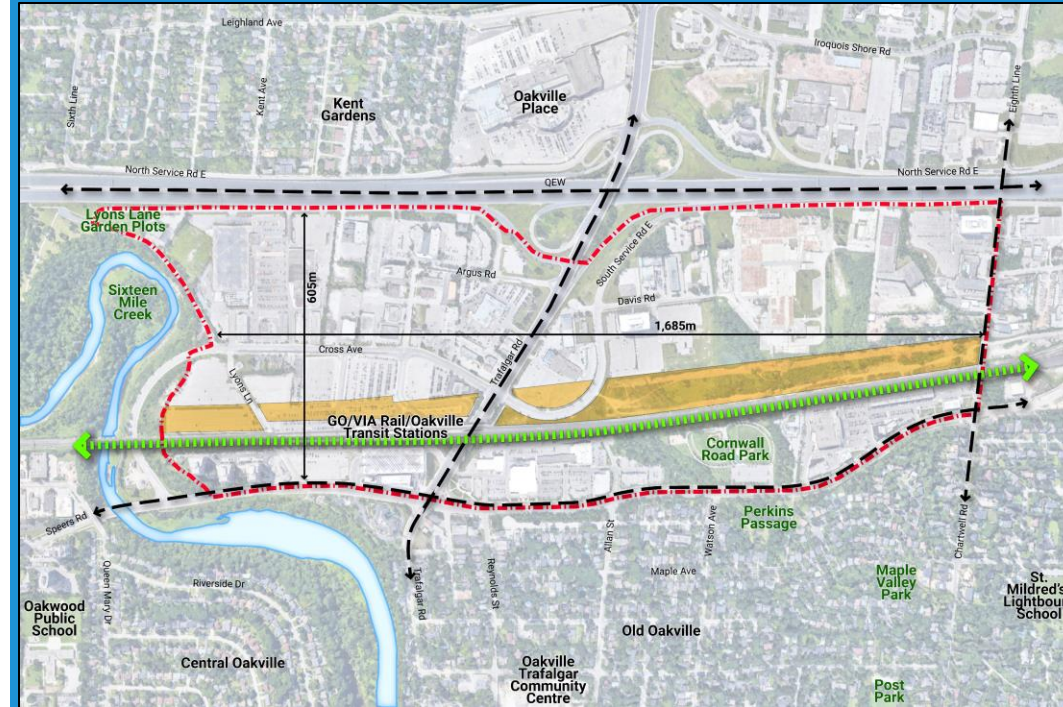 Leighland Ave
Iroquois Shore Rd
Sixth Line
Kent Ave
Kent
Gardens
Oakville
Place
Eighth Line
North Service Rd E
QEW
North Service Rd E
Lyons Lane
Garden Plots
605m
Argus Rd
South Service Rd E
Sixteen
Mile
Creek
Davis Rd
1,685m
Cross Ave
Trafalgar Rd
Lyons Ln
GO/VIA Rail/Oakville
Transit Stations
Cornwall
Road Park
Speers Rd
Perkins
Passage
Chartwell Rd
Allan St
Watson Ave
Queen Mary Dr
Riverside Dr
Trafalgar Rd
Reynolds St
Maple Ave
Maple
Valley
Park
St.
Mildred's
Lightbourn
School
Oakwood
Public
School
Old Oakville
Central Oakville
Oakville
Trafalgar
Community
Centre
Post
Park